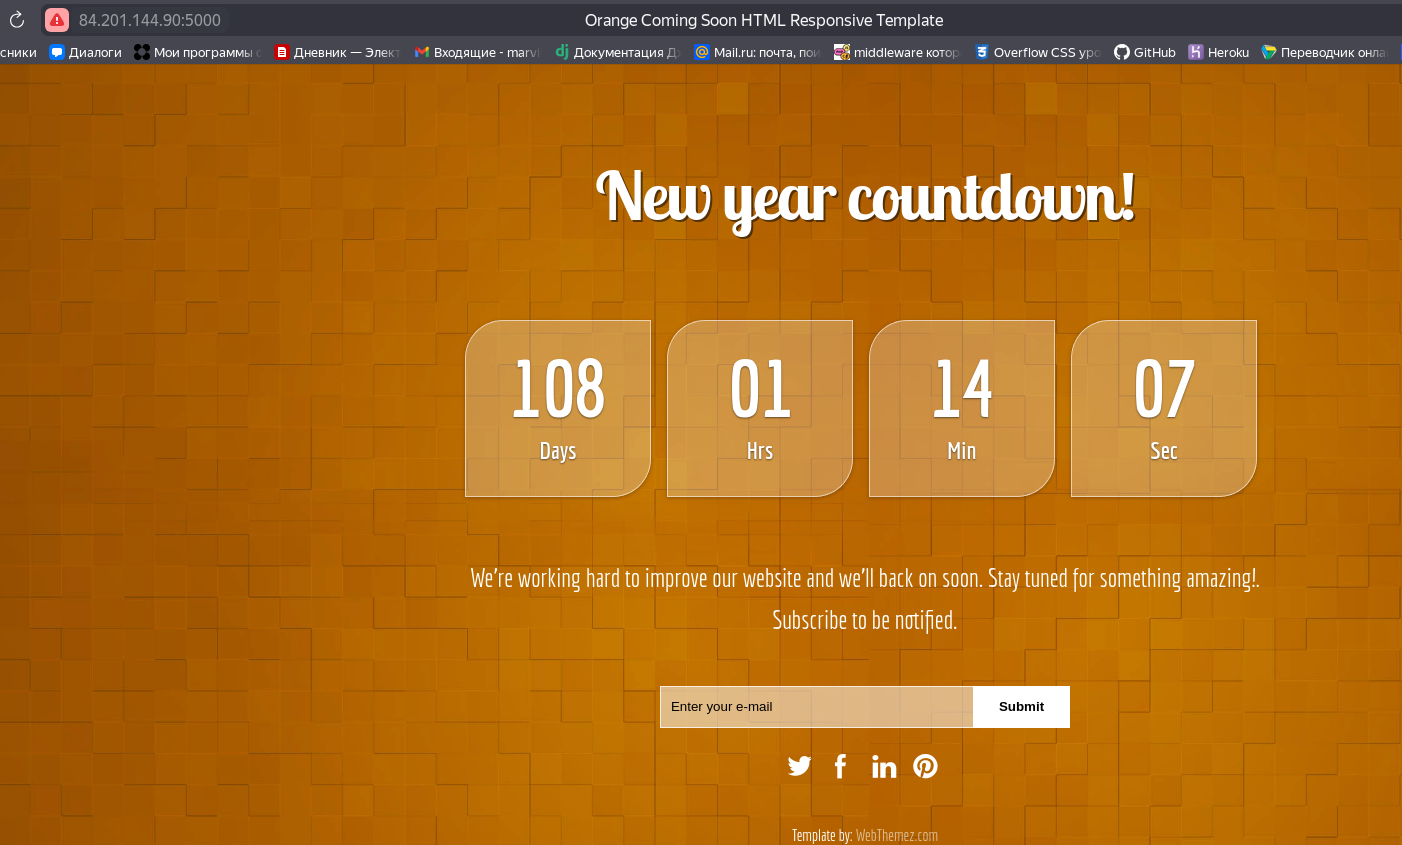 84.201.144.90:5000 Orange Coming Soon HTML Responsive Template
сники Диалоги Мои программы Дневник — Элект Входящие - marvi Документация Д Mail.ru: почта, пои middleware котор Overflow CSS уро GitHub Heroku Переводчик онла
New year countdown!
108 01 14 07
Days Hrs Min Sec
We're working hard to improve our website and we'll back on soon. Stay tuned for something amazing!.
Subscribe to be notified.
Enter your e-mail Submit
Template by: WebThemez.com